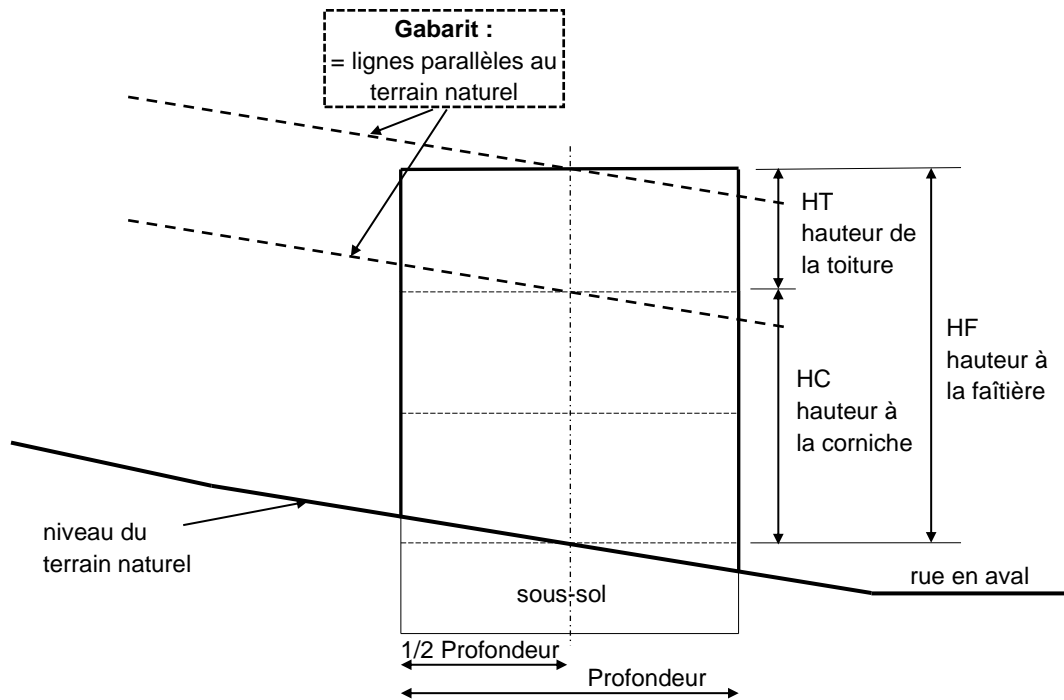 Gabarit :
= lignes parallèles au
terrain naturel
HT
hauteur de
la toiture
HF
hauteur à
la faîtière
HC
hauteur à
la corniche
niveau du
terrain naturel
rue en aval
sous-sol
1/2 Profondeur
Profondeur